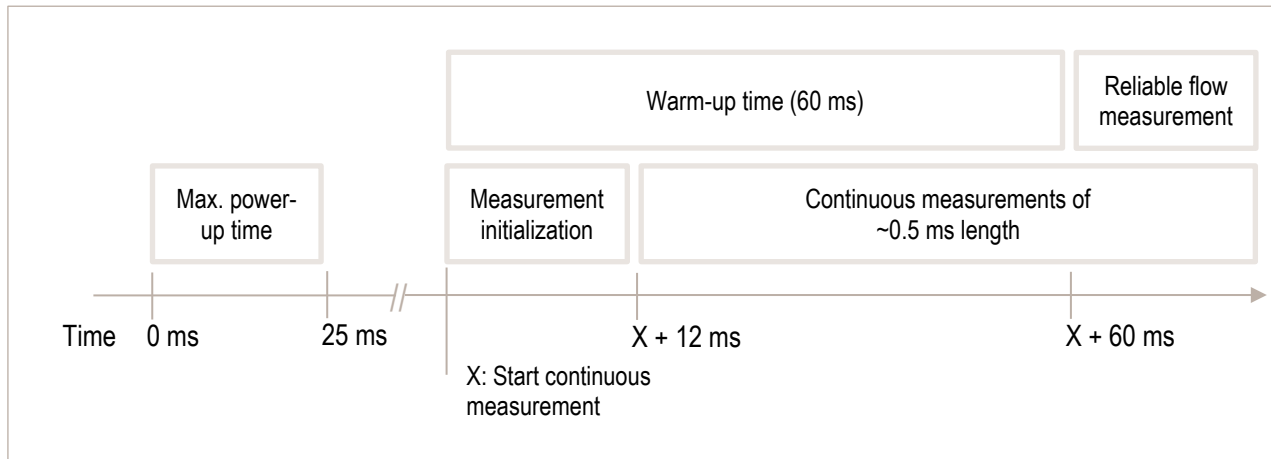 Warm-up time (60 ms)
Reliable flow
measurement
Max. power-
up time
Measurement
initialization
Continuous measurements of
~0.5 ms length
Time
0 ms
25 ms
X + 12 ms
X + 60 ms
X: Start continuous
measurement